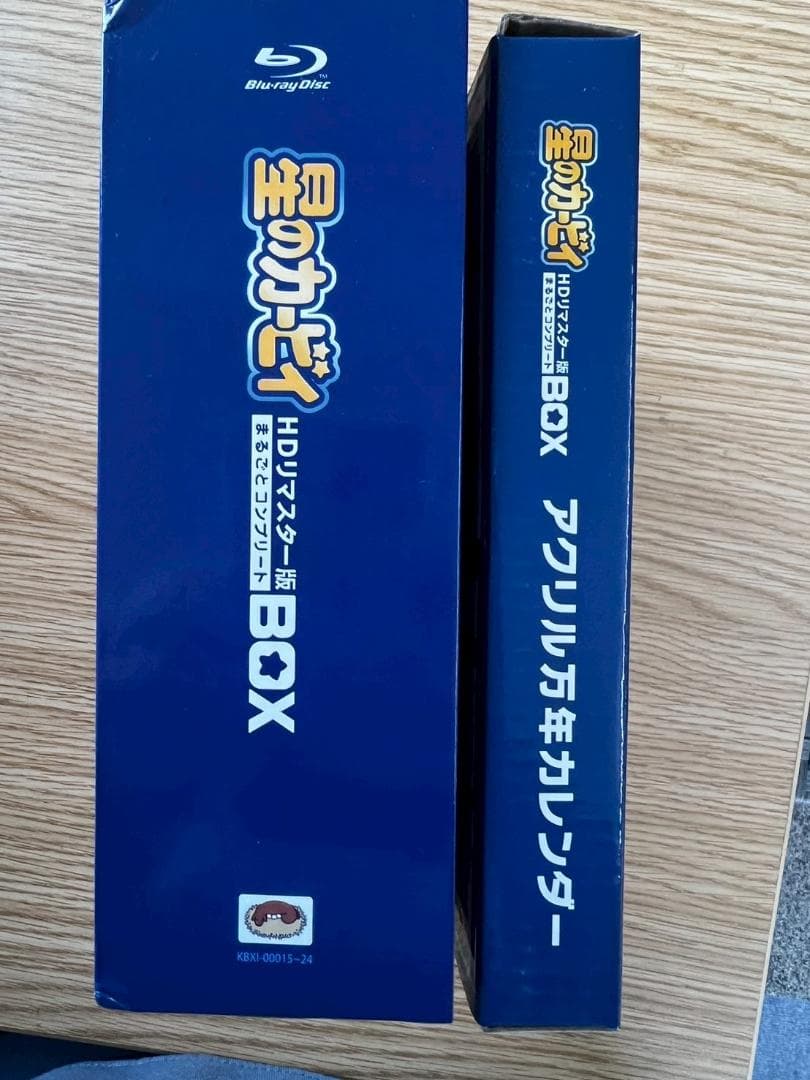 Blu-ray Disc™
星のカービィ
HDリマスター版
まるごとコンプリート
BOX
KBXI-00015~24
星のカービィ
HDリマスター版
まるごとコンプリート
BOX
アクリル万年カレンダー